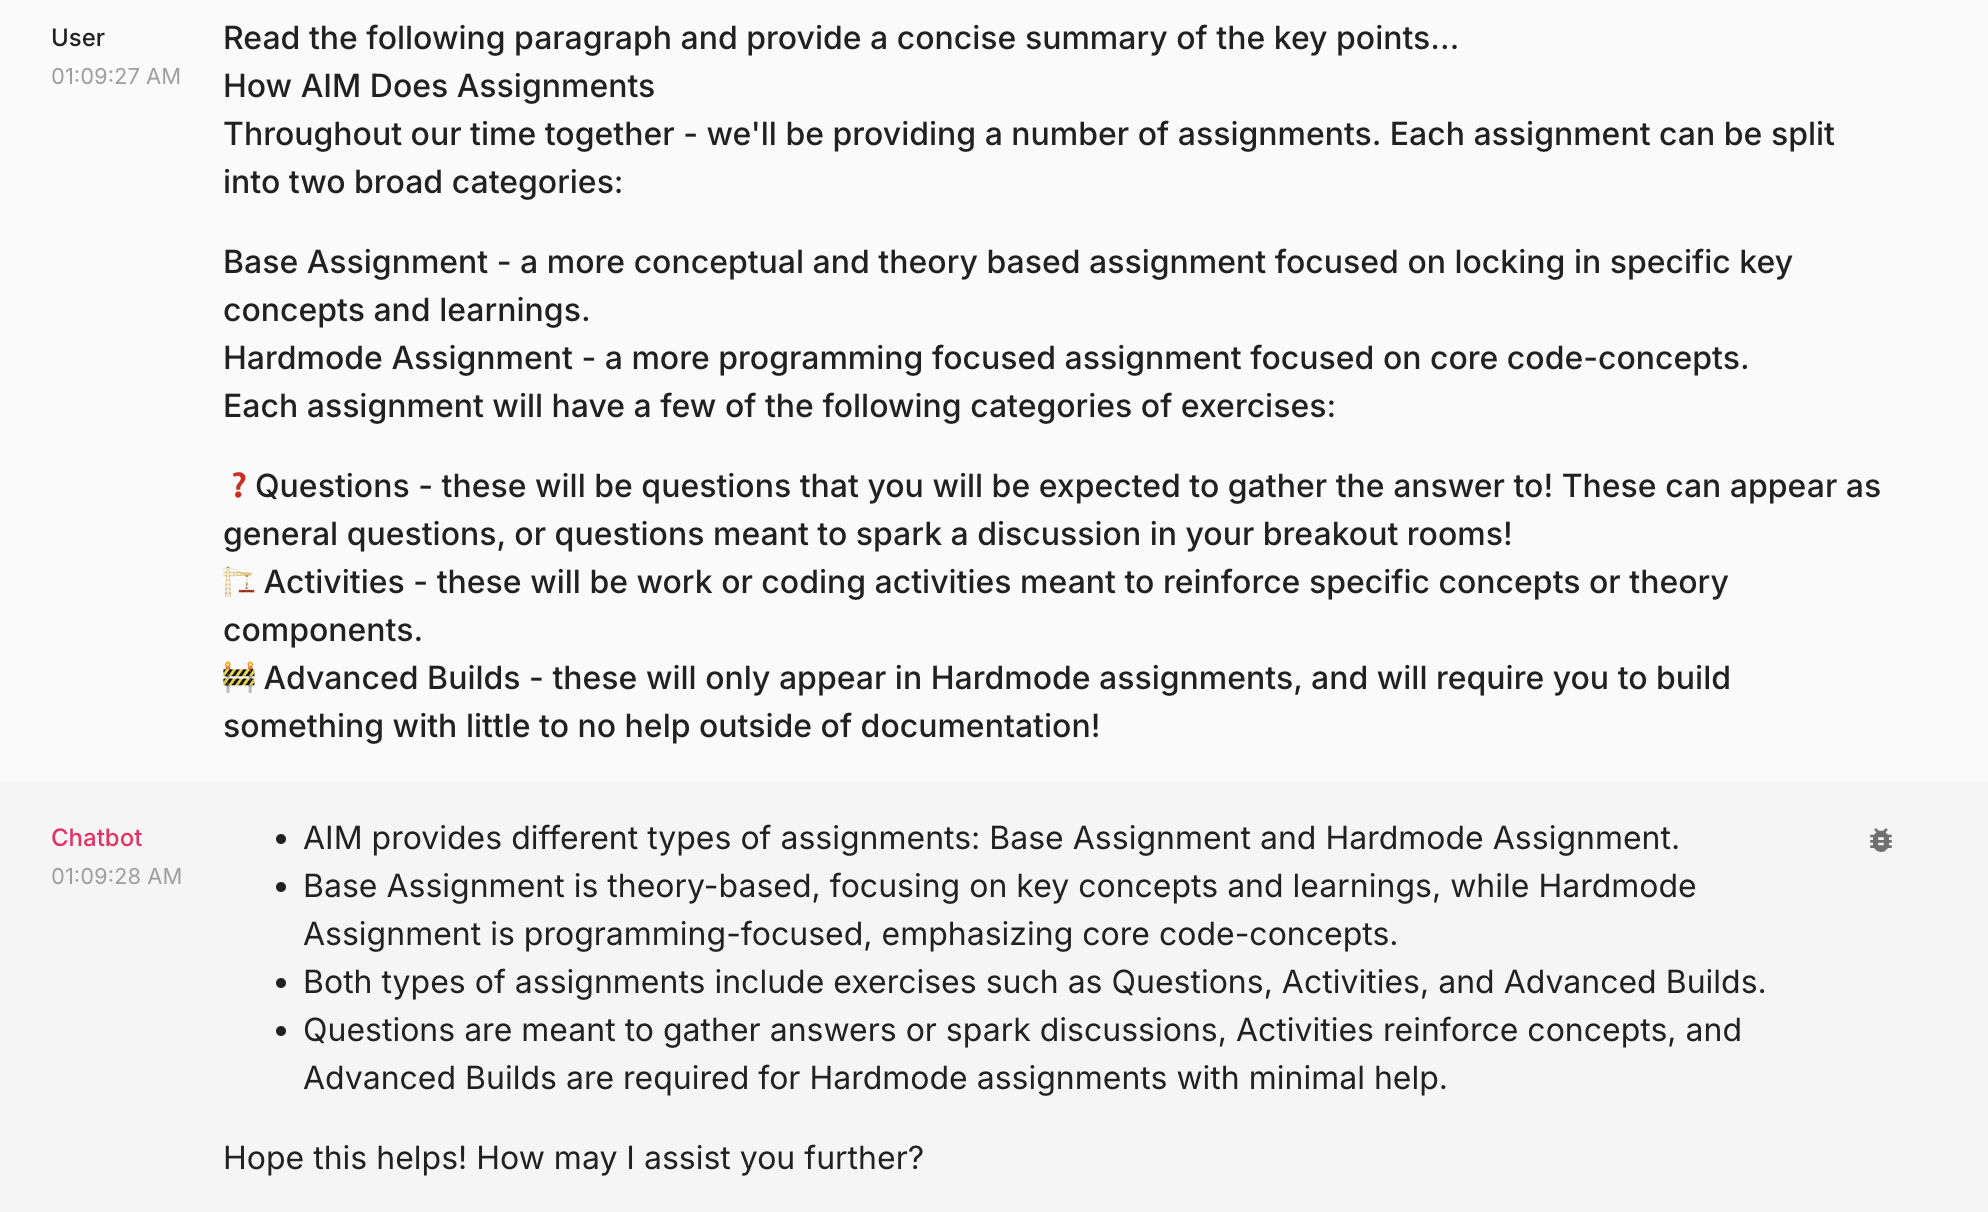 User
01:09:27 AM
Read the following paragraph and provide a concise summary of the key points...
How AIM Does Assignments
Throughout our time together - we'll be providing a number of assignments. Each assignment can be split
into two broad categories:
Base Assignment - a more conceptual and theory based assignment focused on locking in specific key
concepts and learnings.
Hardmode Assignment - a more programming focused assignment focused on core code-concepts.
Each assignment will have a few of the following categories of exercises:
❓Questions - these will be questions that you will be expected to gather the answer to! These can appear as
general questions, or questions meant to spark a discussion in your breakout rooms!
🏗️ Activities - these will be work or coding activities meant to reinforce specific concepts or theory
components.
🚧 Advanced Builds - these will only appear in Hardmode assignments, and will require you to build
something with little to no help outside of documentation!
Chatbot
01:09:28 AM
• AIM provides different types of assignments: Base Assignment and Hardmode Assignment.
• Base Assignment is theory-based, focusing on key concepts and learnings, while Hardmode
Assignment is programming-focused, emphasizing core code-concepts.
• Both types of assignments include exercises such as Questions, Activities, and Advanced Builds.
• Questions are meant to gather answers or spark discussions, Activities reinforce concepts, and
Advanced Builds are required for Hardmode assignments with minimal help.
Hope this helps! How may I assist you further?